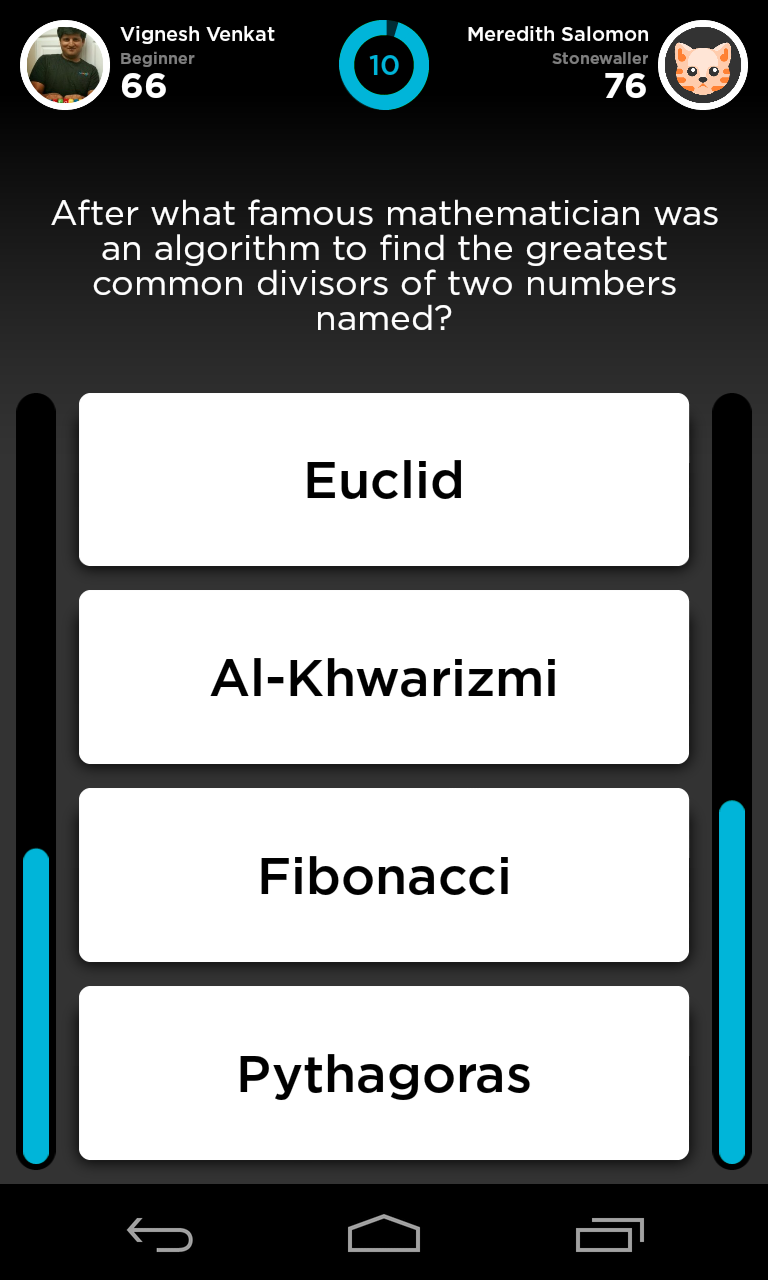 Vignesh Venkat
Beginner
66
10
Meredith Salomon
Stonewaller
76
After what famous mathematician was
an algorithm to find the greatest
common divisors of two numbers
named?
Euclid
Al-Khwarizmi
Fibonacci
Pythagoras